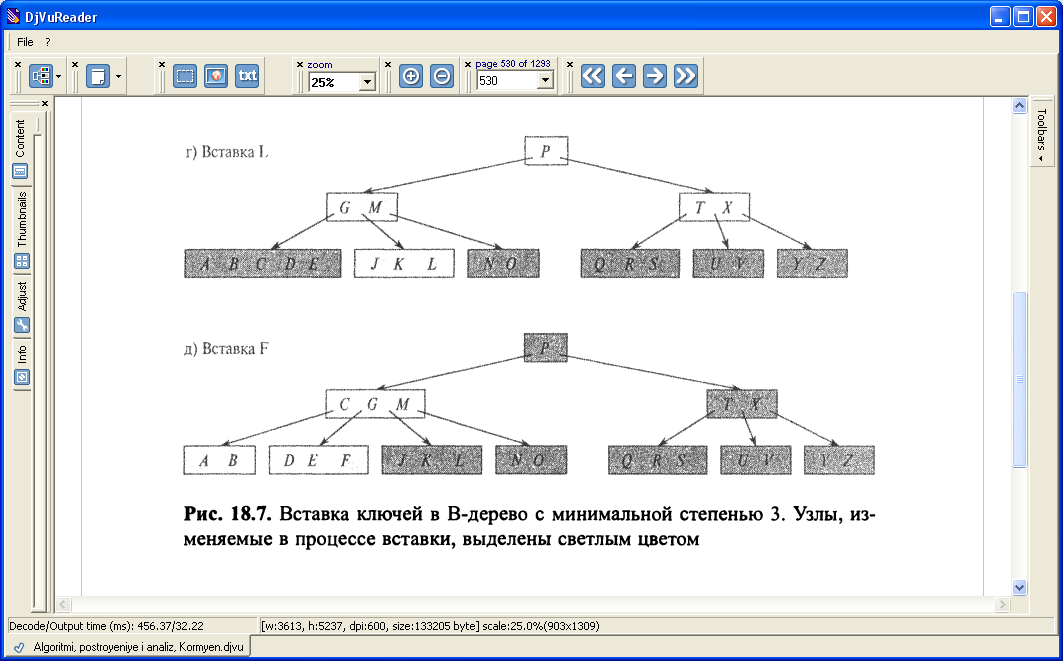 DjVuReader
File ?
zoom
25%
page 530 of 1293
530
txt
Content
Thumbnails
Adjust
Info
Toolbars
г) Вставка L
P
G M
T X
A B C D E
J K L
N O
Q R S
U V
Y Z
д) Вставка F
P
C G M
T X
A B
D E F
J K L
N O
Q R S
U V
Y Z
Рис. 18.7. Вставка ключей в В-дерево с минимальной степенью 3. Узлы, из-
меняемые в процессе вставки, выделены светлым цветом
Decode/Output time (ms): 456.37/32.22
[w:3613, h:5237, dpi:600, size:133205 byte] scale:25.0%(903x1309)
Algoritmi, postroyeniye i analiz, Kormyen.djvu